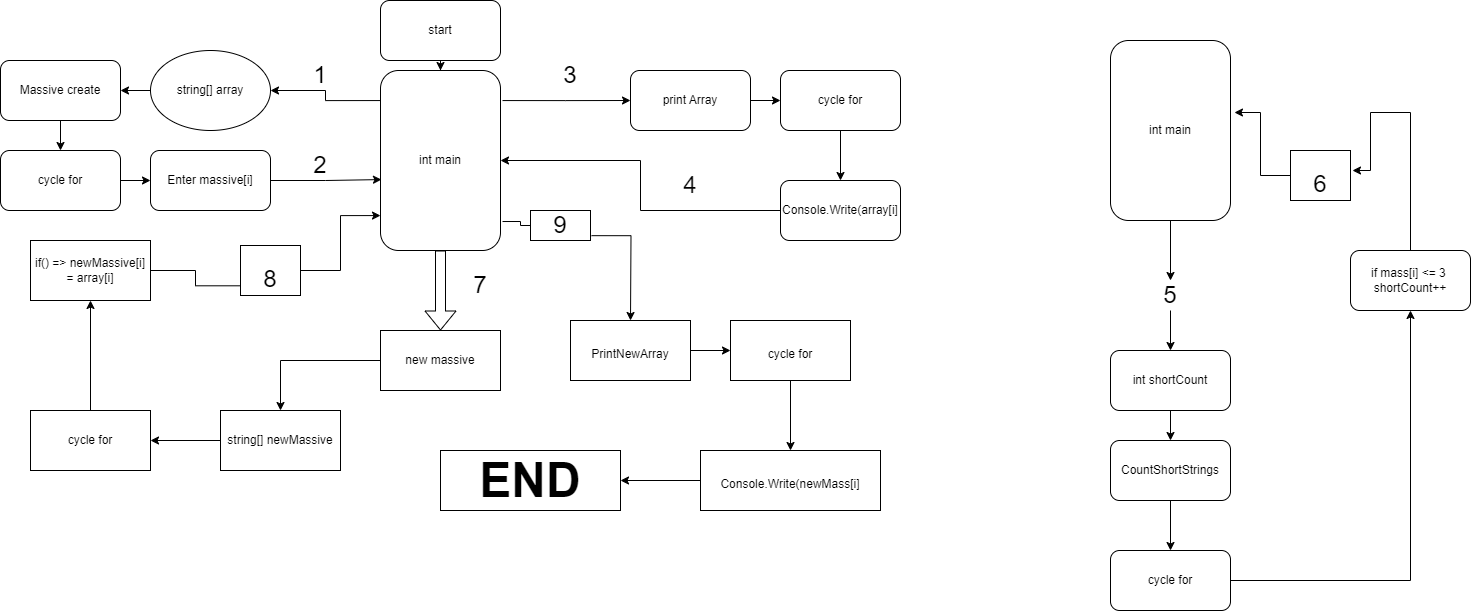 start
1
3
Massive create
string[] array
print Array
cycle for
int main
int main
2
cycle for
Enter massive[i]
4
6
Console.Write(array[i]
9
if() => newMassive[i]
= array[i]
8
7
if mass[i] <= 3
shortCount++
5
PrintNewArray
cycle for
new massive
int shortCount
cycle for
string[] newMassive
CountShortStrings
END
Console.Write(newMass[i]
cycle for